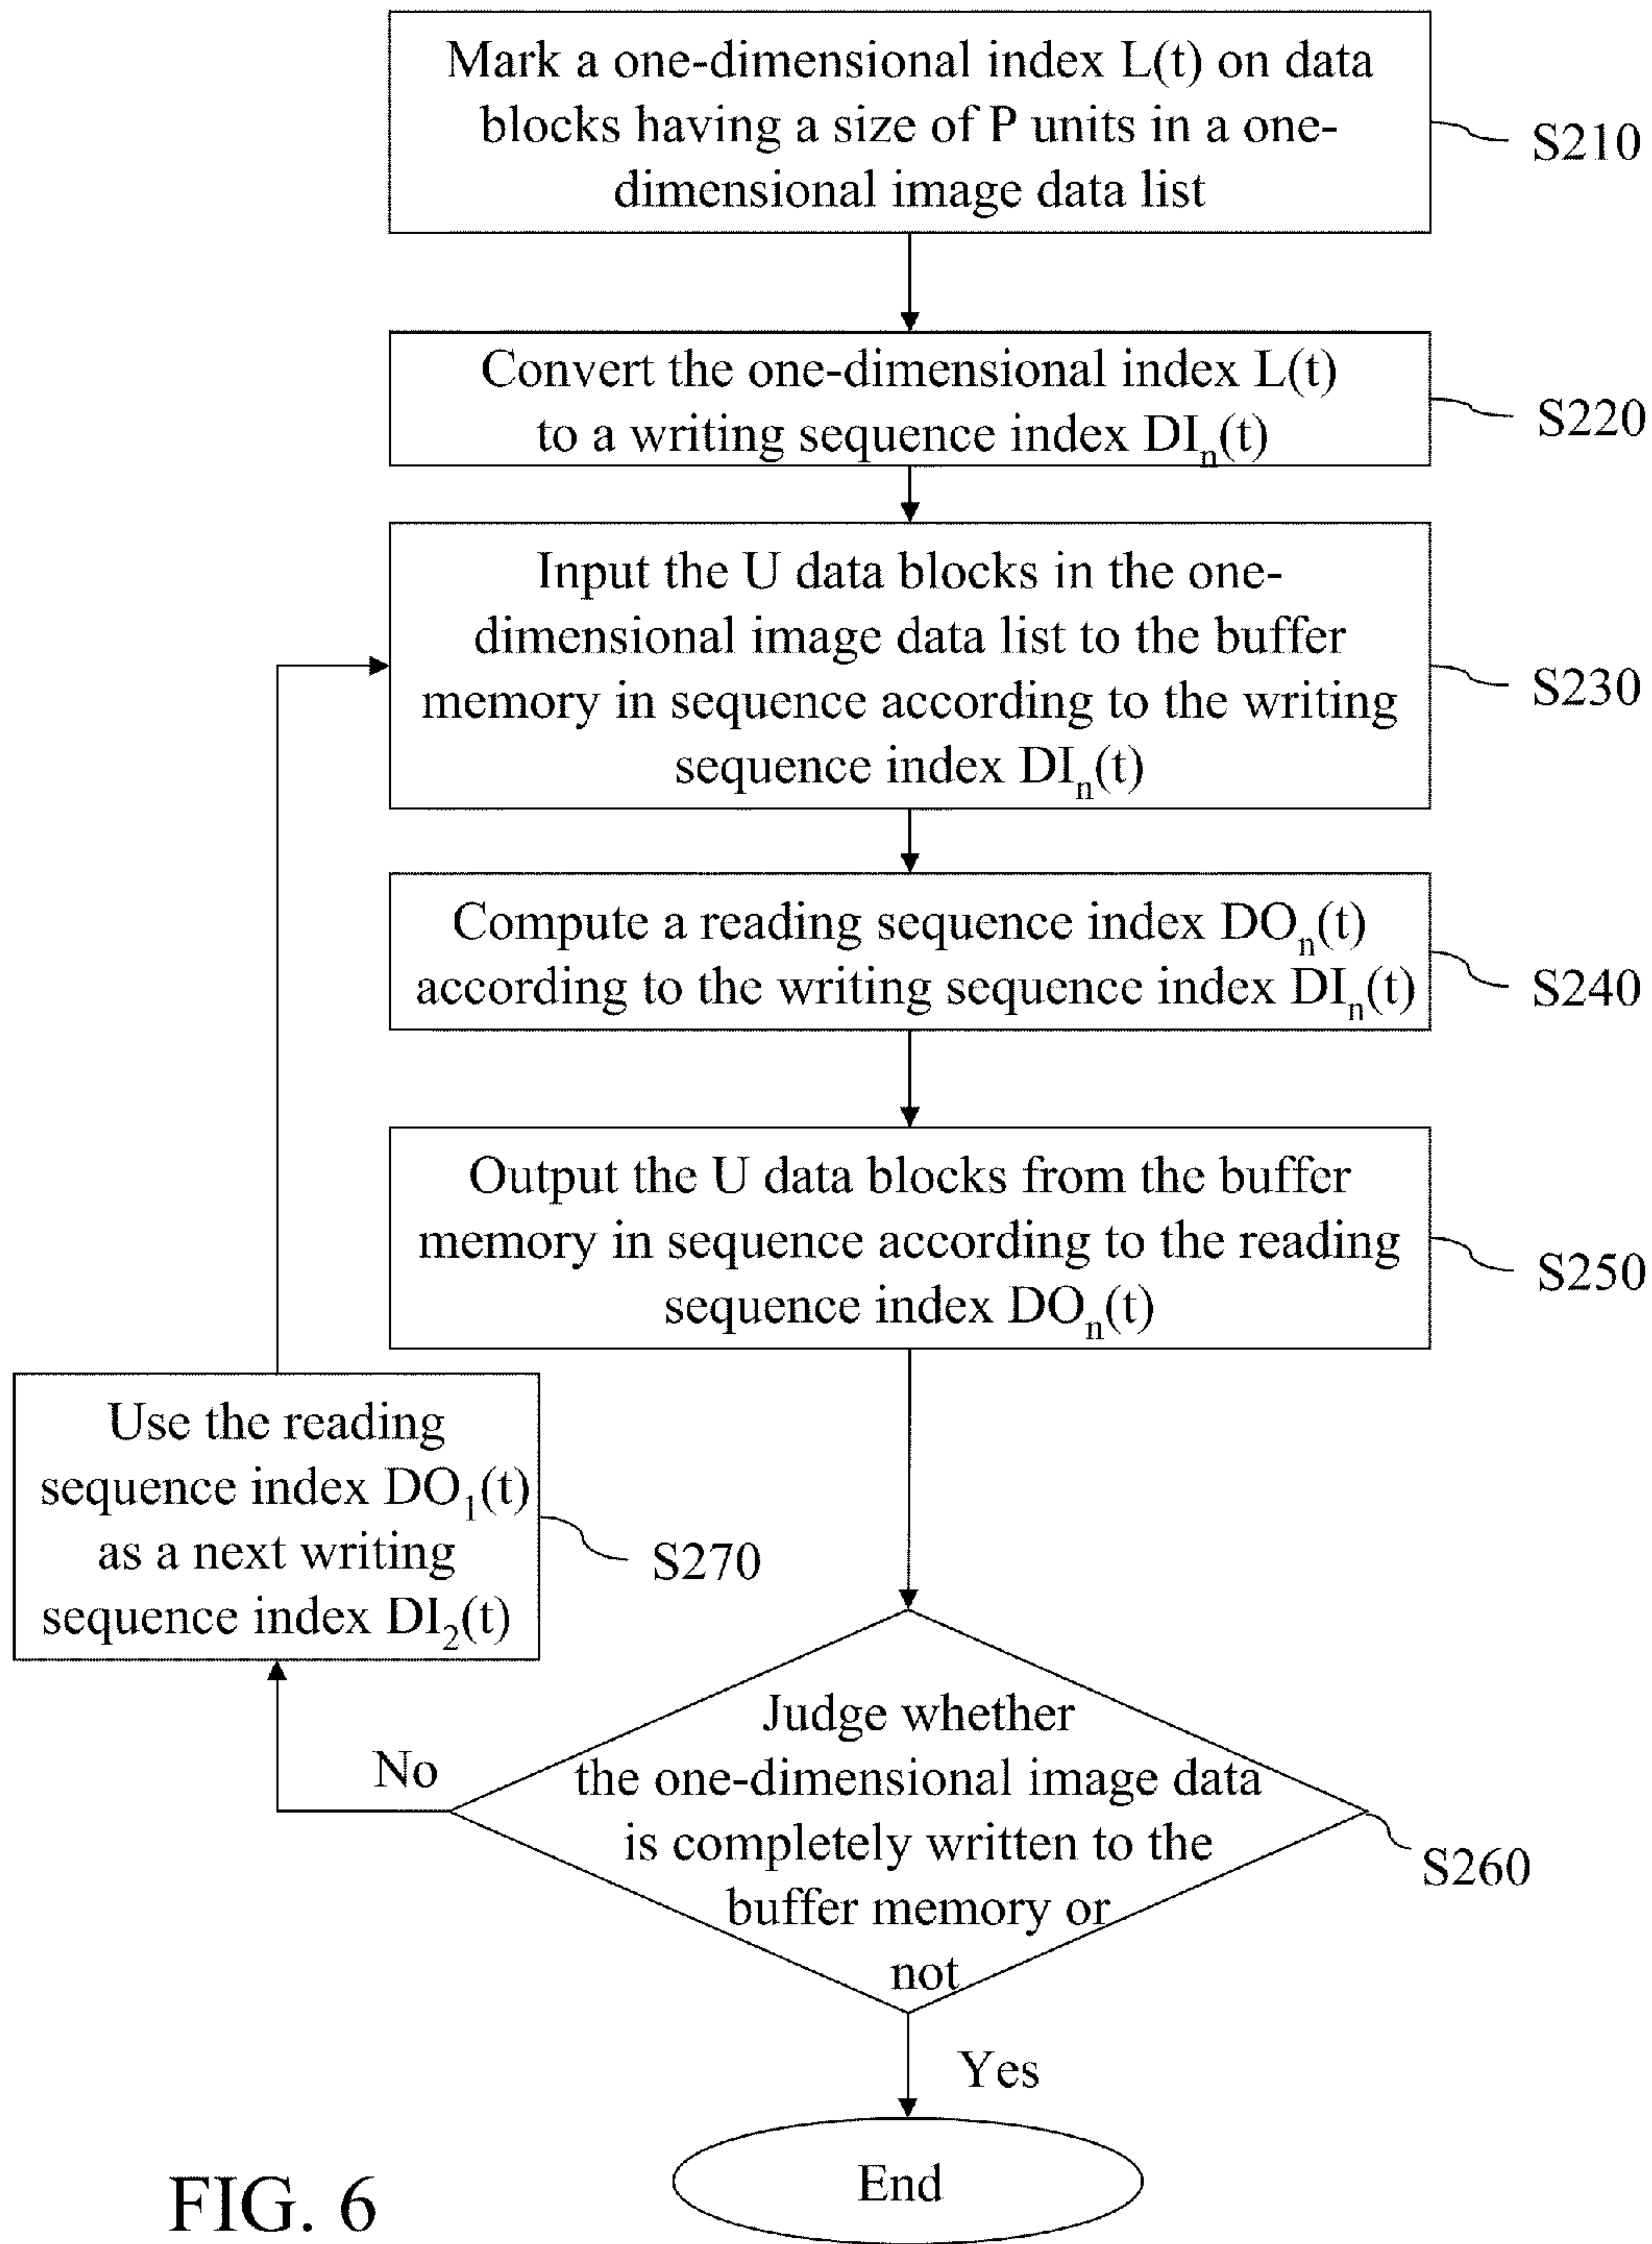 Mark a one-dimensional index L(t) on data
blocks having a size of P units in a one-
dimensional image data list
S210
Convert the one-dimensional index L(t)
to a writing sequence index DIₙ(t)
S220
Input the U data blocks in the one-
dimensional image data list to the buffer
memory in sequence according to the writing
sequence index DIₙ(t)
S230
Compute a reading sequence index DOₙ(t)
according to the writing sequence index DIₙ(t)
S240
Output the U data blocks from the buffer
memory in sequence according to the reading
sequence index DOₙ(t)
S250
Use the reading
sequence index DO₁(t)
as a next writing
sequence index DI₂(t)
S270
Judge whether
the one-dimensional image data
is completely written to the
buffer memory or
not
S260
No
Yes
End
FIG. 6